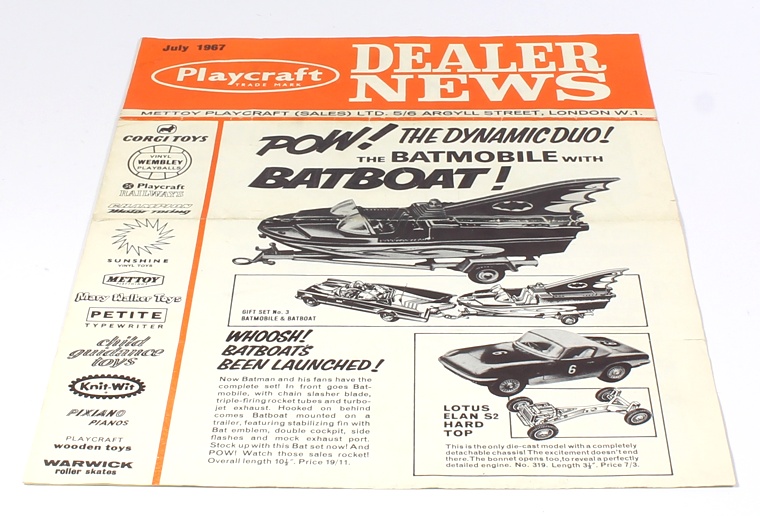 July 1967
Playcraft
TRADE MARK
DEALER
NEWS
METTOY PLAYCRAFT (SALES) LTD. 5/6 ARGYLL STREET, LONDON W.1.
CORGI TOYS
VINYL
WEMBLEY
PLAYBALLS
Playcraft
RAILWAYS
CHAMPIONS
Motor racing
SUNSHINE
VINYL TOYS
METTOY
Mary Walker Toys
PETITE
TYPEWRITER
child
guidance
toys
Knit-Wit
PIXIANO
PIANOS
PLAYCRAFT
wooden toys
WARWICK
roller skates
POW! THE DYNAMIC DUO!
THE BATMOBILE WITH
BATBOAT!
GIFT SET No. 3
BATMOBILE & BATBOAT
WHOOSH!
BATBOAT'S
BEEN LAUNCHED!
Now Batman and his fans have the
complete set! In front goes Bat-
mobile, with chain slasher blade,
triple-firing rocket tubes and turbo-
jet exhaust. Hooked on behind
comes Batboat mounted on a
trailer, featuring stabilizing fin with
Bat emblem, double cockpit, side
flashes and mock exhaust port.
Stock up with this Bat set now! And
POW! Watch those sales rocket!
Overall length 10½". Price 19/11.
6
6
LOTUS
ELAN S2
HARD
TOP
This is the only die-cast model with a completely
detachable chassis! The excitement doesn't end
there. The bonnet opens too, to reveal a perfectly
detailed engine. No. 319. Length 3½". Price 7/3.